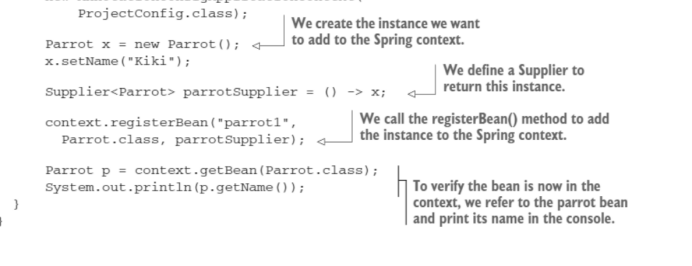 ProjectConfig.class);
We create the instance we want
to add to the Spring context.
Parrot x = new Parrot();
x.setName("Kiki");
We define a Supplier to
return this instance.
Supplier<Parrot> parrotSupplier = () -> x;
We call the registerBean() method to add
the instance to the Spring context.
context.registerBean("parrot1",
Parrot.class, parrotSupplier);
Parrot p = context.getBean(Parrot.class);
System.out.println(p.getName());
To verify the bean is now in the
context, we refer to the parrot bean
and print its name in the console.
}
}